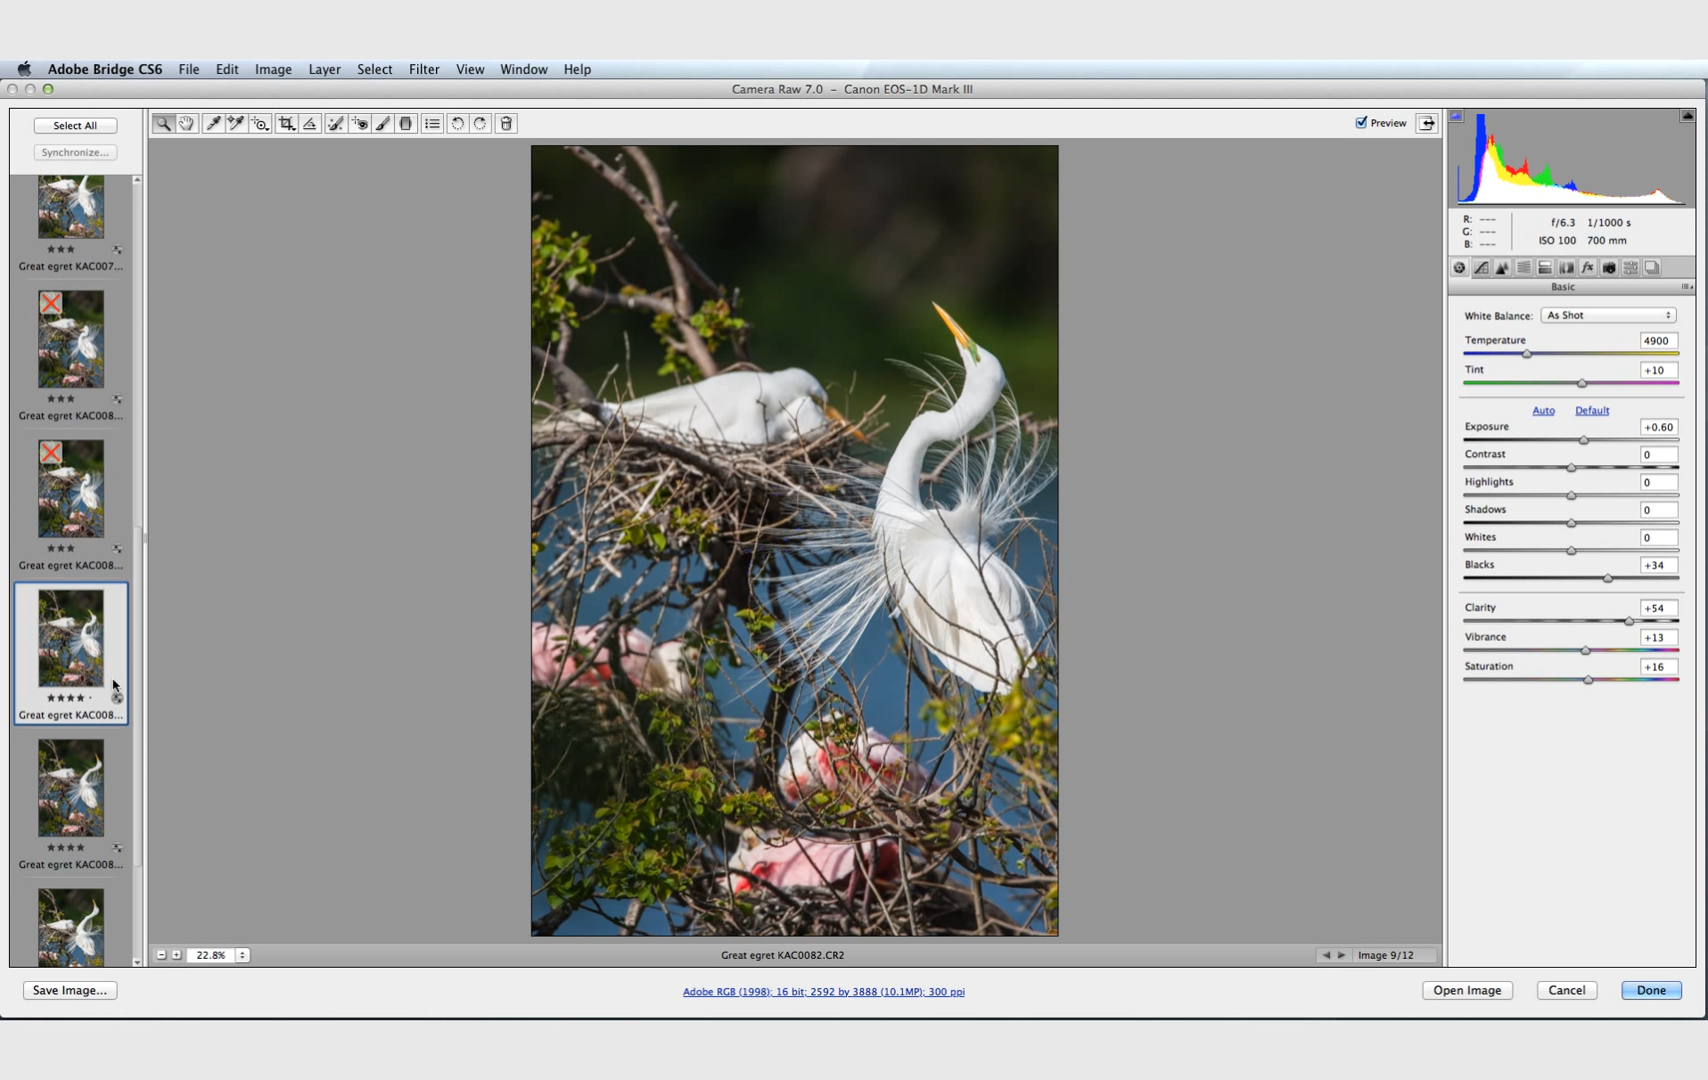 Adobe Bridge CS6 File Edit Image Layer Select Filter View Window Help
Camera Raw 7.0 – Canon EOS-1D Mark III
Select All
Synchronize...
Preview
Great egret KAC007...
Great egret KAC008...
Great egret KAC008...
Great egret KAC008...
Great egret KAC008...
R: ---
G: ---
B: ---
f/6.3 1/1000 s
ISO 100 700 mm
fx
Basic
White Balance: As Shot
Temperature 4900
Tint +10
Auto Default
Exposure +0.60
Contrast 0
Highlights 0
Shadows 0
Whites 0
Blacks +34
Clarity +54
Vibrance +13
Saturation +16
22.8%
Great egret KAC0082.CR2
Image 9/12
Save Image...
Adobe RGB (1998); 16 bit; 2592 by 3888 (10.1MP); 300 ppi
Open Image Cancel Done